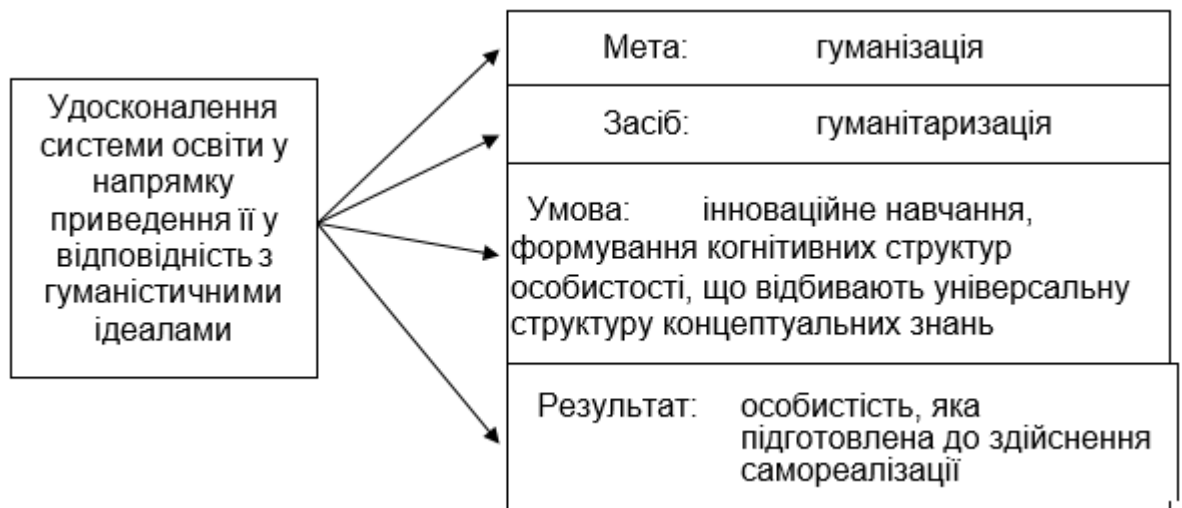 Удосконалення
системи освіти у
напрямку
приведення її у
відповідність з
гуманістичними
ідеалами
Мета: гуманізація
Засіб: гуманітаризація
Умова: інноваційне навчання,
формування когнітивних структур
особистості, що відбивають універсальну
структуру концептуальних знань
Результат: особистість, яка
підготовлена до здійснення
самореалізації